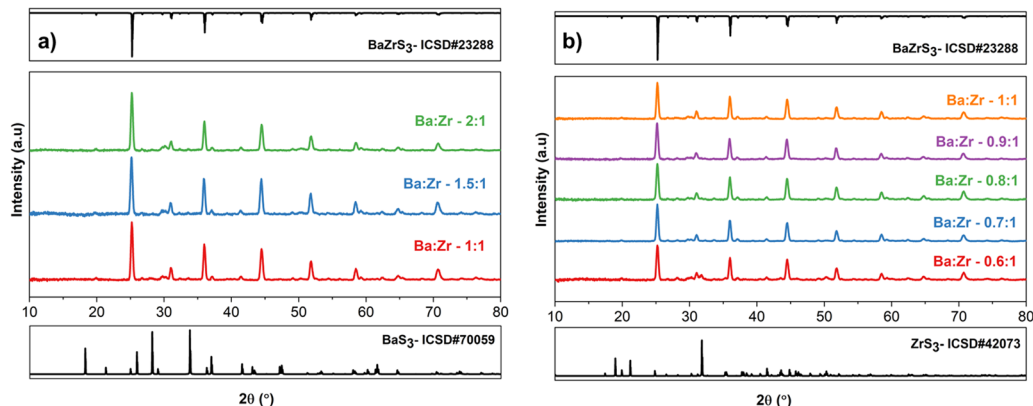 a)
BaZrS3- ICSD#23288
Ba:Zr - 2:1
Ba:Zr - 1.5:1
Ba:Zr - 1:1
Intensity (a.u)
10 20 30 40 50 60 70 80
BaS3- ICSD#70059
2θ (°)
b)
BaZrS3- ICSD#23288
Ba:Zr - 1:1
Ba:Zr - 0.9:1
Ba:Zr - 0.8:1
Ba:Zr - 0.7:1
Ba:Zr - 0.6:1
Intensity (a.u)
10 20 30 40 50 60 70 80
ZrS3- ICSD#42073
2θ (°)